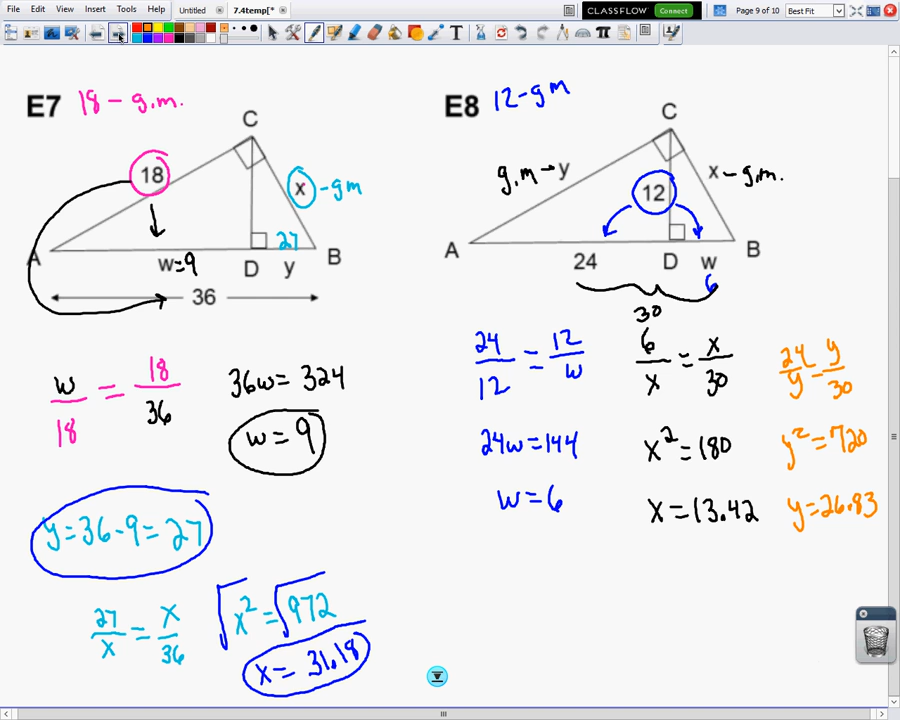 File Edit View Insert Tools Help
Untitled
7.4temp[*
CLASSFLOW
Connect
Page 9 of 10
Best Fit
E7 18 - g.m.
C
18
x - gm
27
A
w=9
D
y
B
36
w/18 = 18/36
36w = 324
w = 9
y = 36-9 = 27
27/x = x/36
√x² = √972
x = 31.18
E8 12-gm
C
g.m → y
x - g.m.
12
A
24
D
w
B
6
30
24/12 = 12/w
24w = 144
w = 6
6/x = x/30
x² = 180
x = 13.42
24/y = y/30
y² = 720
y = 26.83